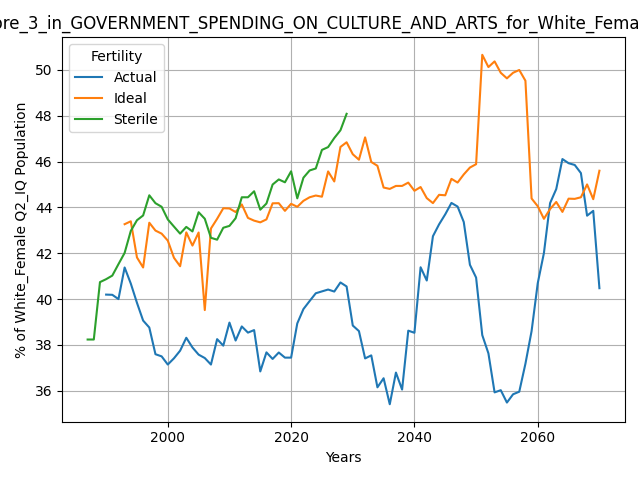 ore_3_in_GOVERNMENT_SPENDING_ON_CULTURE_AND_ARTS_for_White_Fema
Fertility
Actual
Ideal
Sterile
% of White_Female Q2_IQ Population
50
48
46
44
42
40
38
36
2000
2020
2040
2060
Years